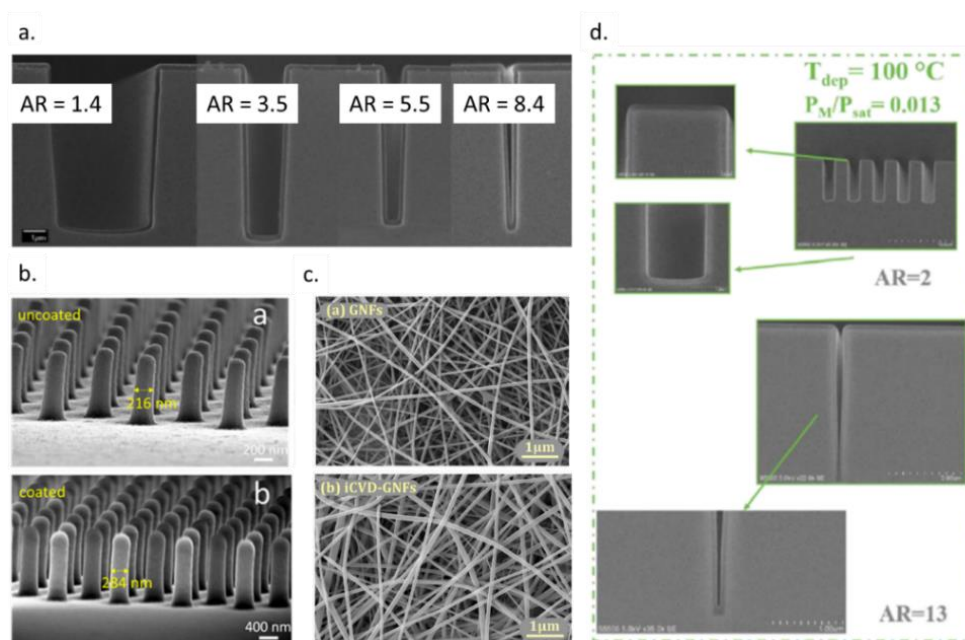 a.
AR = 1.4
AR = 3.5
AR = 5.5
AR = 8.4
1μm
b.
uncoated
a
216 nm
200 nm
coated
b
284 nm
400 nm
c.
(a) GNFs
1μm
(b) iCVD-GNFs
1μm
d.
T_dep = 100 °C
P_M/P_sat = 0.013
AR=2
AR=13